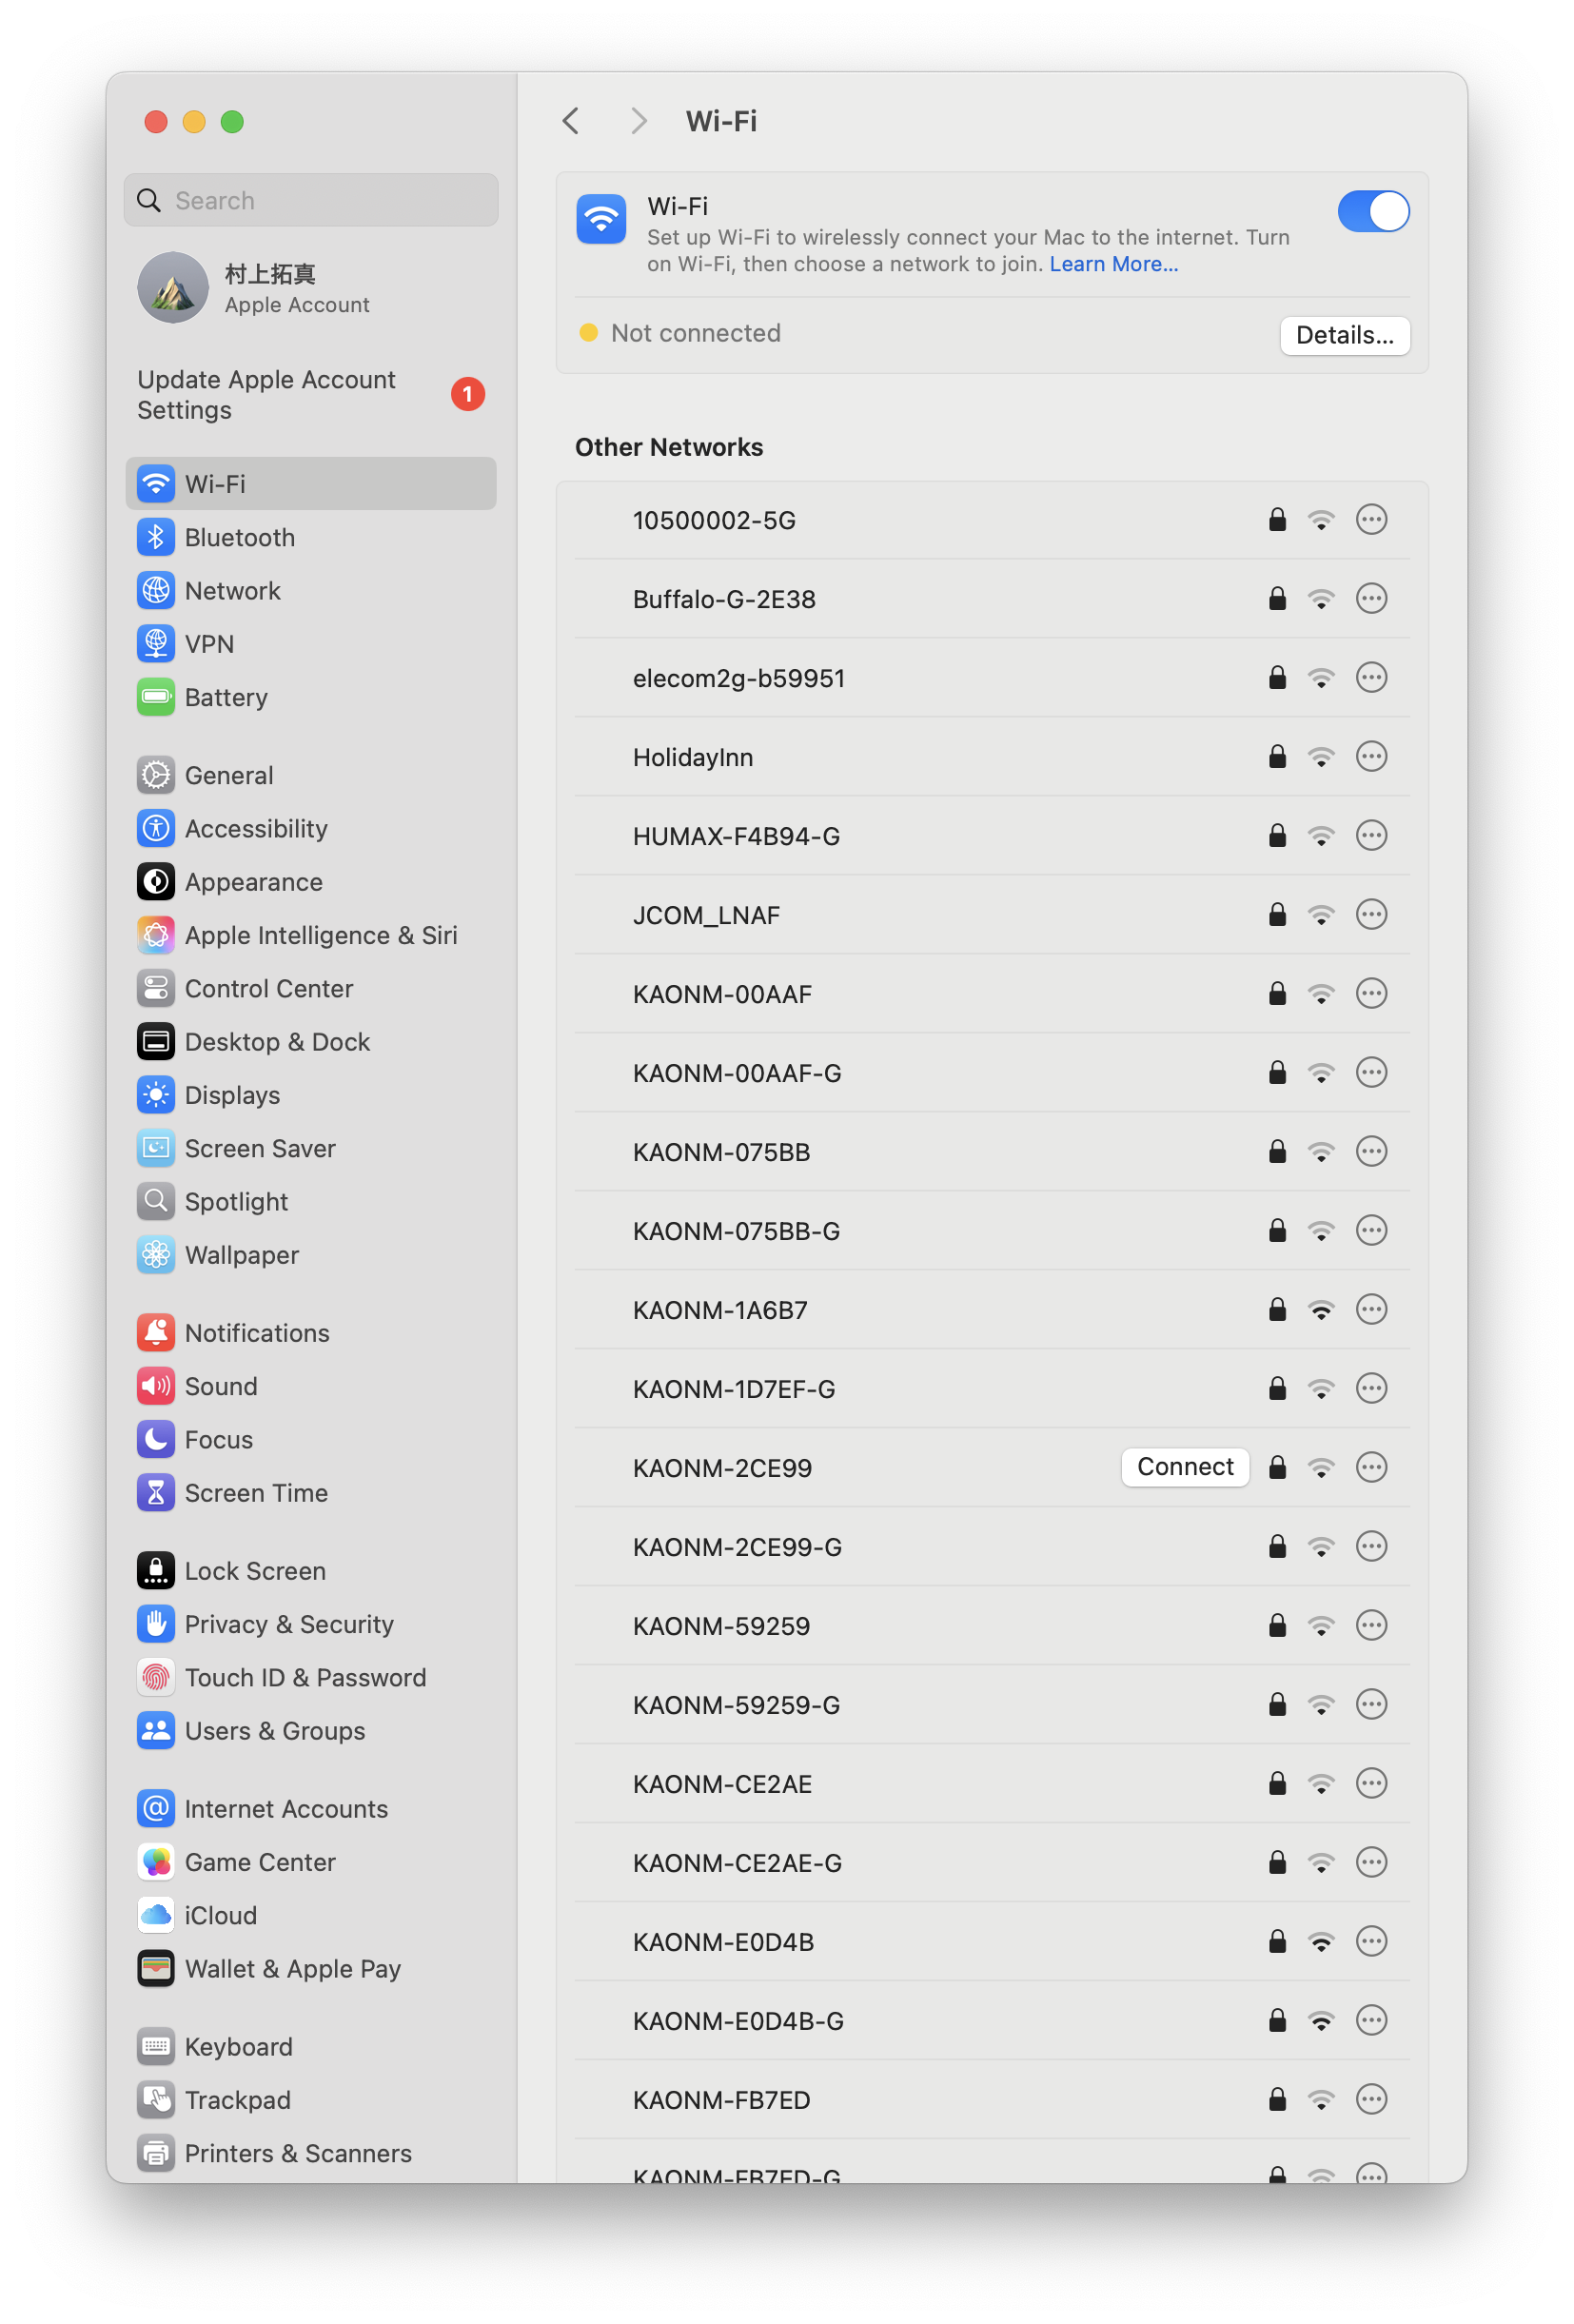 Search
村上拓真
Apple Account
Update Apple Account
Settings
1
Wi-Fi
Bluetooth
Network
VPN
Battery
General
Accessibility
Appearance
Apple Intelligence & Siri
Control Center
Desktop & Dock
Displays
Screen Saver
Spotlight
Wallpaper
Notifications
Sound
Focus
Screen Time
Lock Screen
Privacy & Security
Touch ID & Password
Users & Groups
Internet Accounts
Game Center
iCloud
Wallet & Apple Pay
Keyboard
Trackpad
Printers & Scanners
Wi-Fi
Wi-Fi
Set up Wi-Fi to wirelessly connect your Mac to the internet. Turn
on Wi-Fi, then choose a network to join. Learn More...
Not connected
Details...
Other Networks
10500002-5G
Buffalo-G-2E38
elecom2g-b59951
HolidayInn
HUMAX-F4B94-G
JCOM_LNAF
KAONM-00AAF
KAONM-00AAF-G
KAONM-075BB
KAONM-075BB-G
KAONM-1A6B7
KAONM-1D7EF-G
KAONM-2CE99 Connect
KAONM-2CE99-G
KAONM-59259
KAONM-59259-G
KAONM-CE2AE
KAONM-CE2AE-G
KAONM-E0D4B
KAONM-E0D4B-G
KAONM-FB7ED
KAONM-FB7ED-G